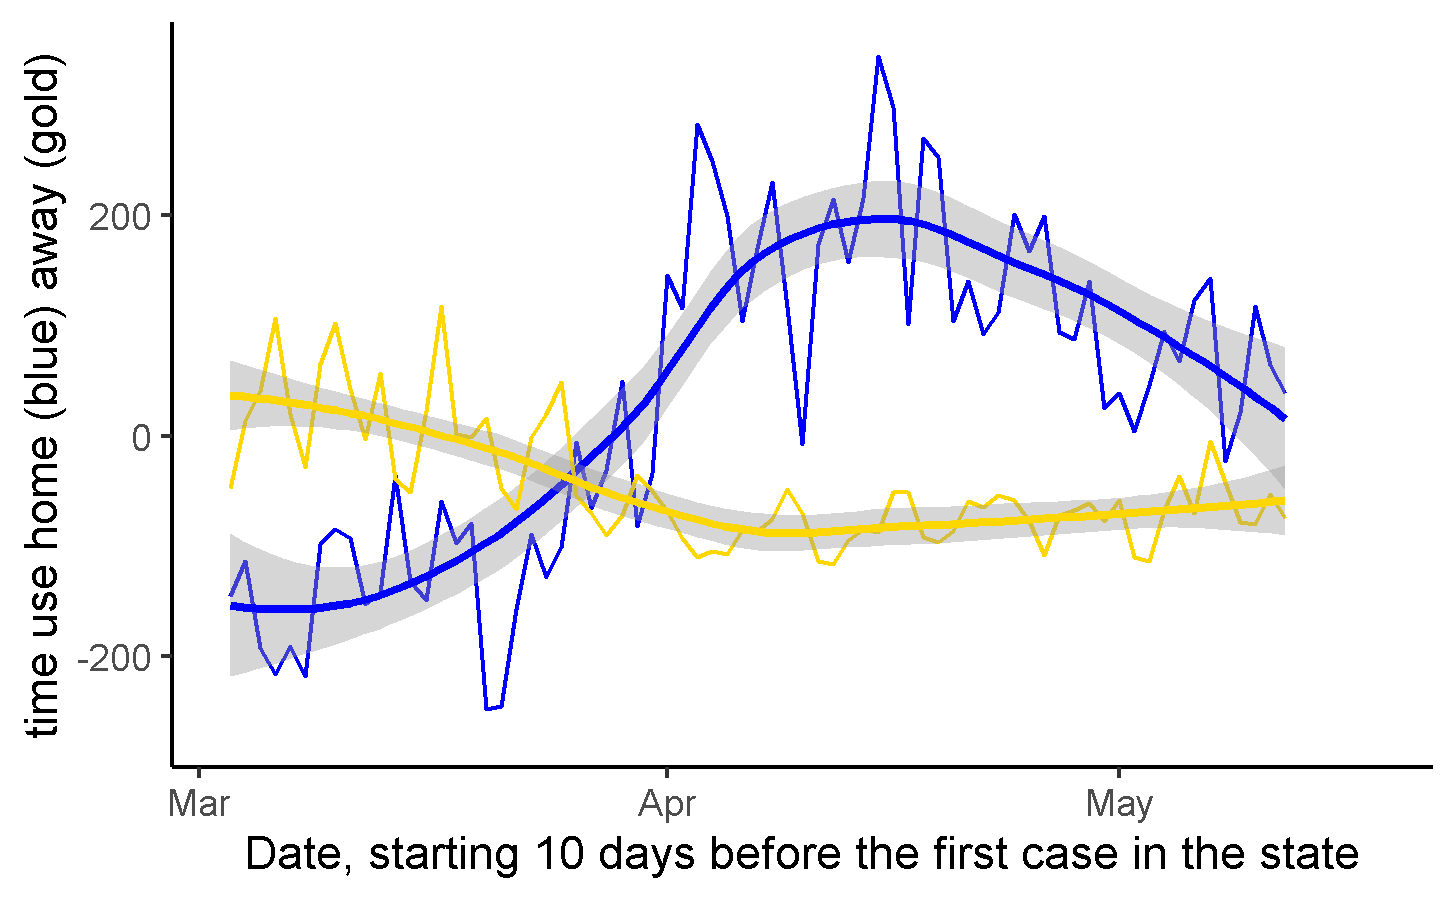 time use home (blue) away (gold)
200
0
-200
Mar Apr May
Date, starting 10 days before the first case in the state